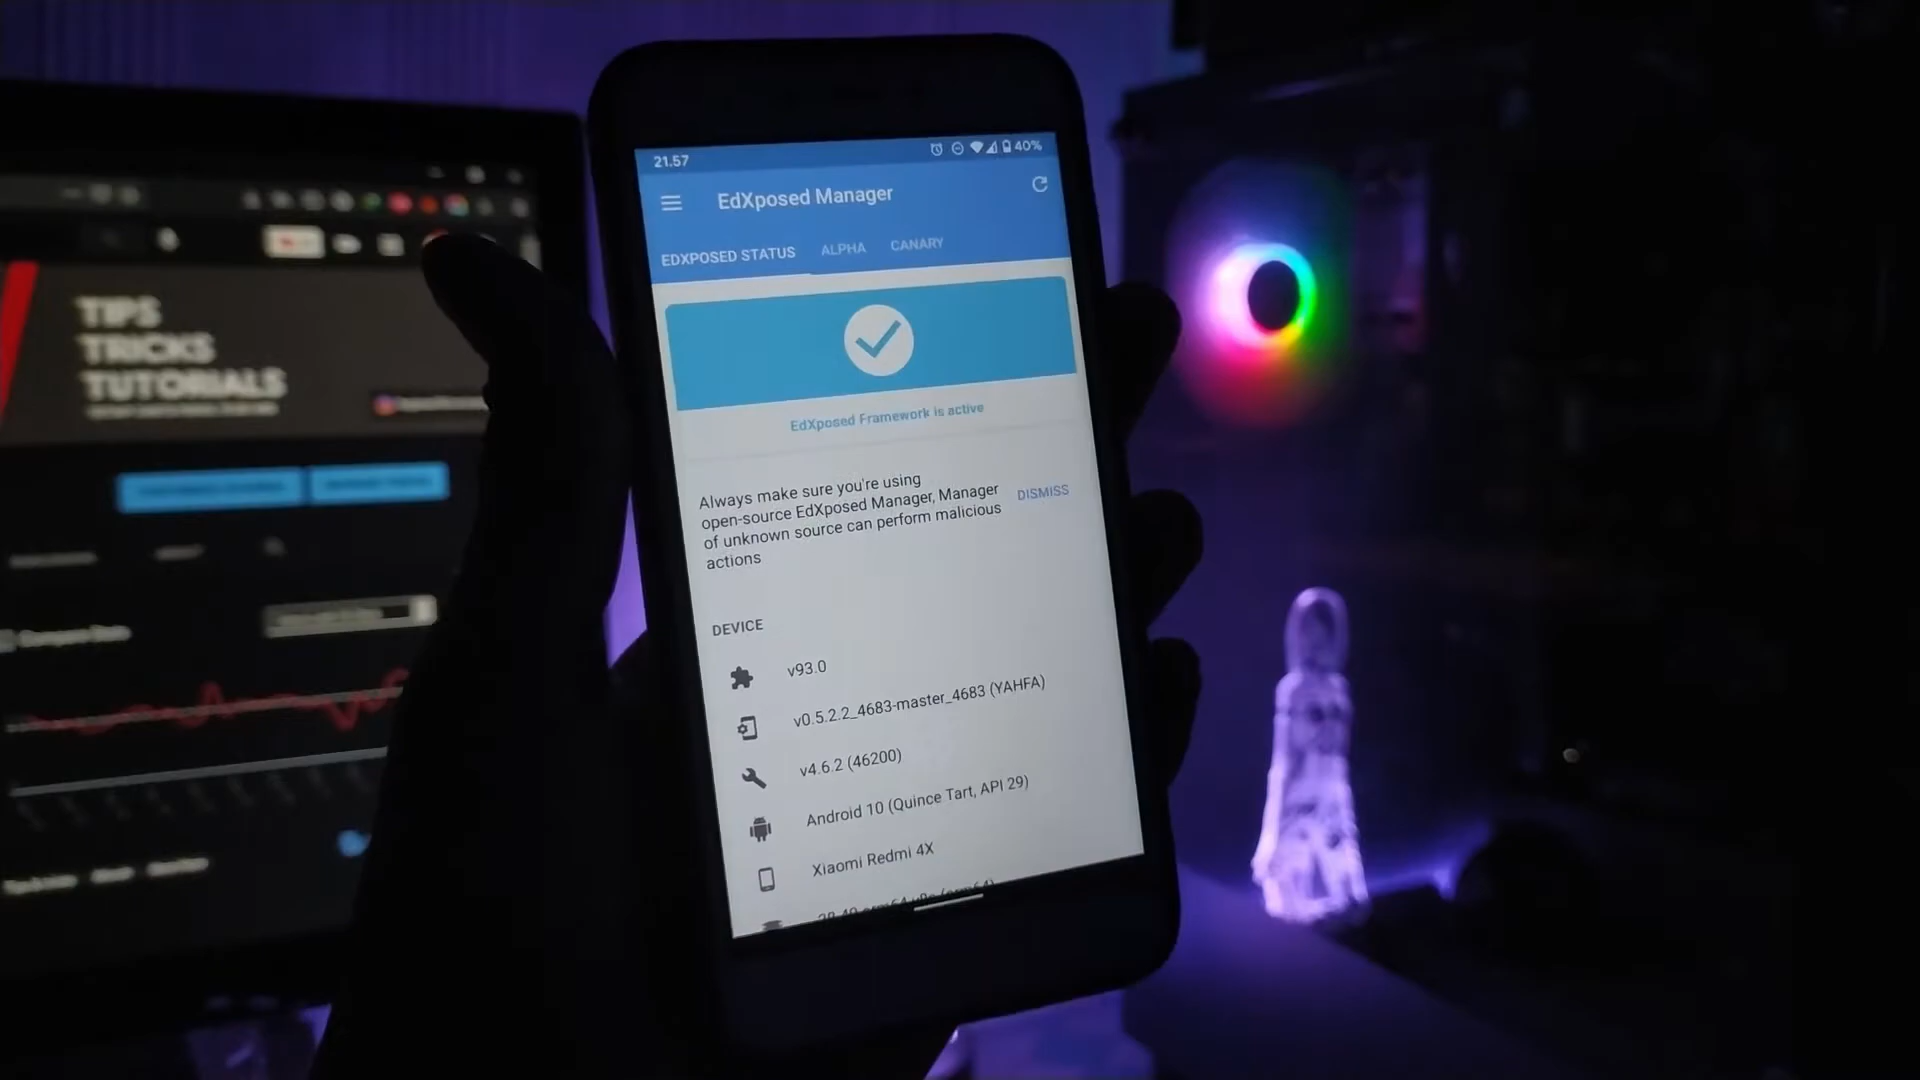 TIPS
TRICKS
TUTORIALS
21.57
40%
EdXposed Manager
EDXPOSED STATUS ALPHA CANARY
EdXposed Framework is active
Always make sure you're using
open-source EdXposed Manager, Manager
of unknown source can perform malicious
actions
DISMISS
DEVICE
v93.0
v0.5.2.2_4683-master_4683 (YAHFA)
v4.6.2 (46200)
Android 10 (Quince Tart, API 29)
Xiaomi Redmi 4X